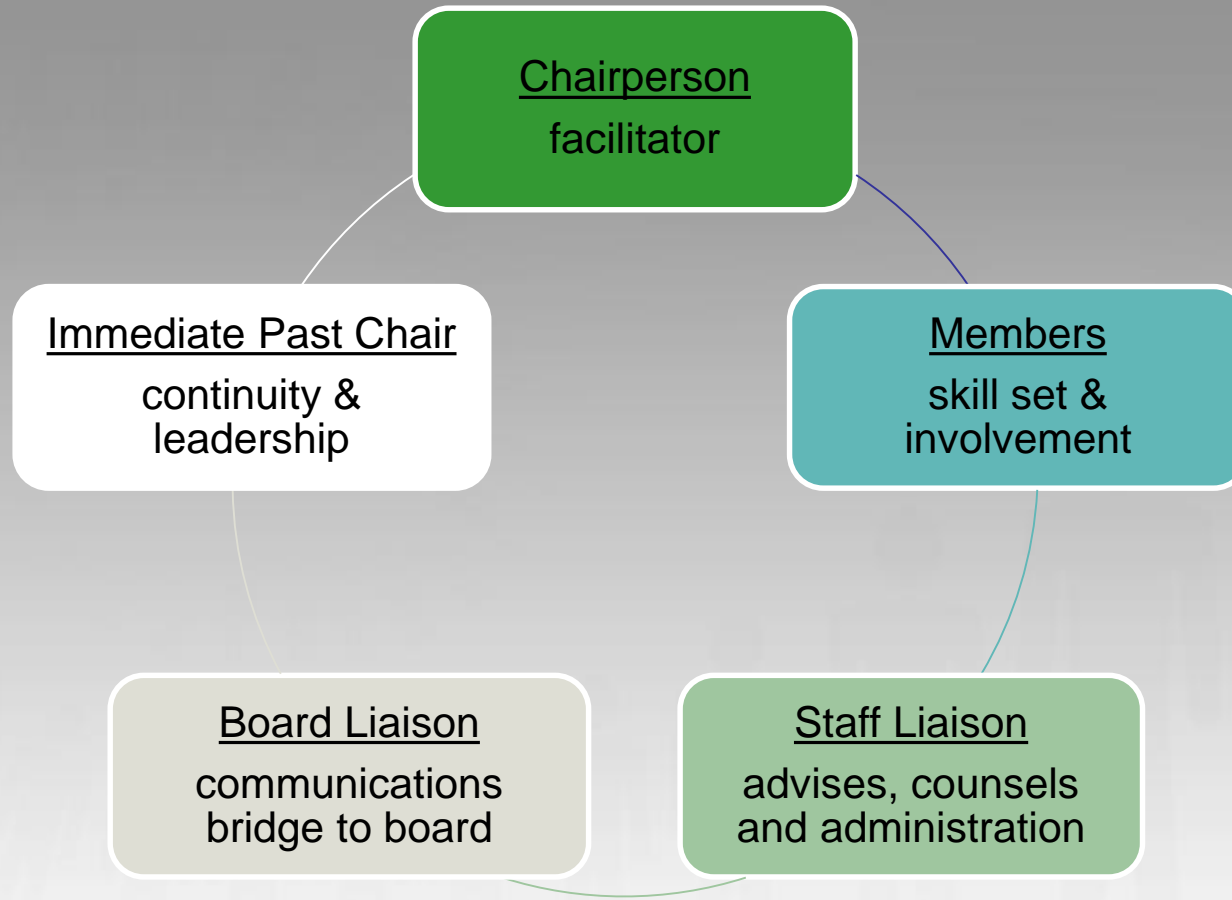 Chairperson
facilitator
Immediate Past Chair
continuity &
leadership
Members
skill set &
involvement
Board Liaison
communications
bridge to board
Staff Liaison
advises, counsels
and administration